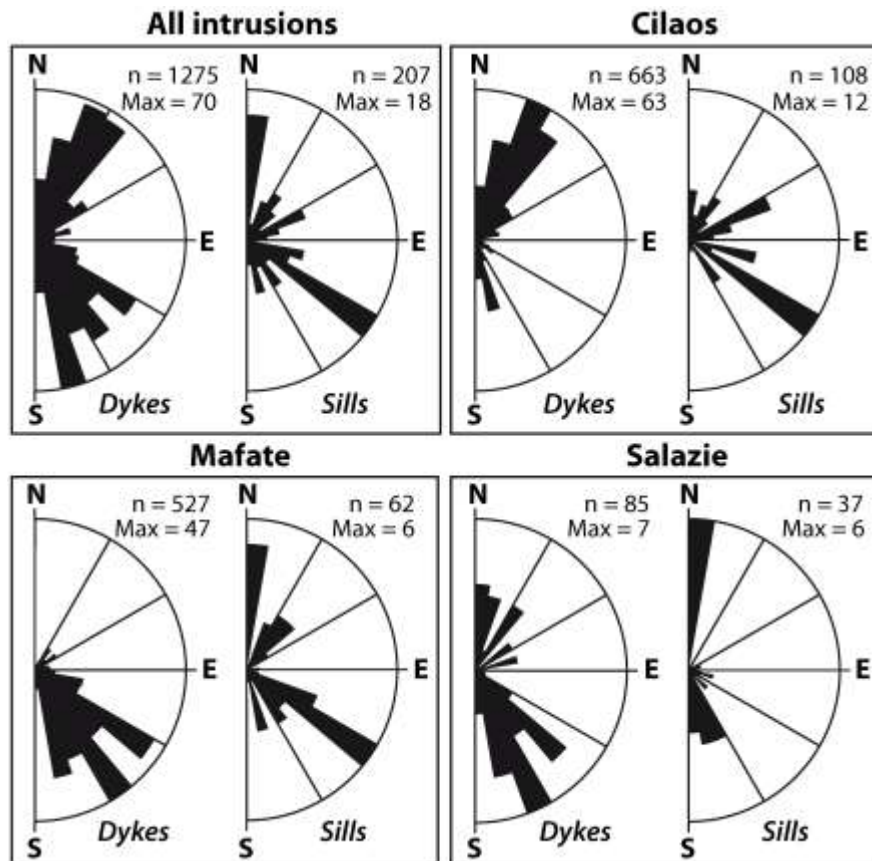 All intrusions
N
n = 1275
Max = 70
E
S
Dykes
N
n = 207
Max = 18
E
S
Sills
Cilaos
N
n = 663
Max = 63
E
S
Dykes
N
n = 108
Max = 12
E
S
Sills
Mafate
N
n = 527
Max = 47
E
S
Dykes
N
n = 62
Max = 6
E
S
Sills
Salazie
N
n = 85
Max = 7
E
S
Dykes
N
n = 37
Max = 6
E
S
Sills